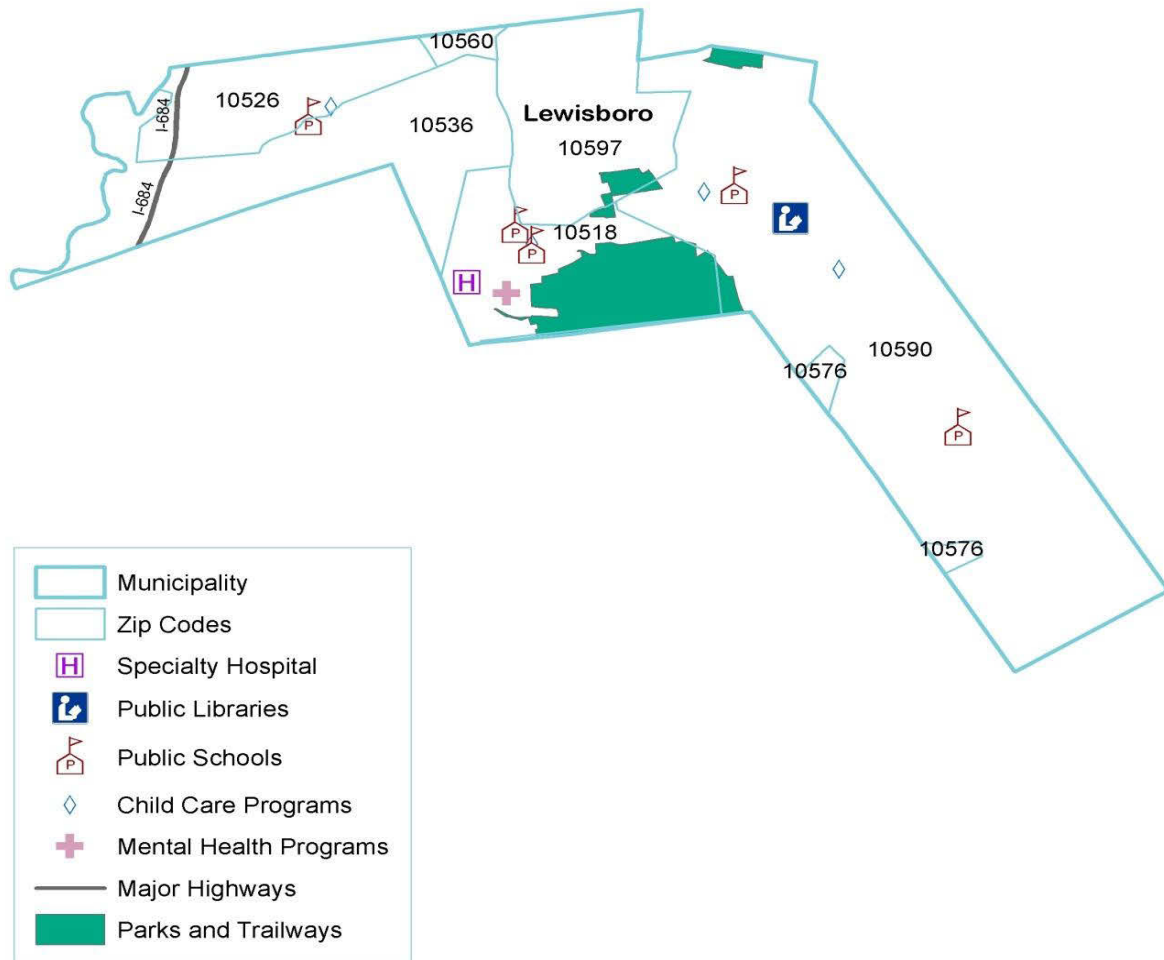 10560
10526
I-684
10536
Lewisboro
10597
I-684
P
P
P
P
10518
P
H
10590
10576
P
10576
Municipality
Zip Codes
H Specialty Hospital
Public Libraries
P Public Schools
Child Care Programs
Mental Health Programs
Major Highways
Parks and Trailways